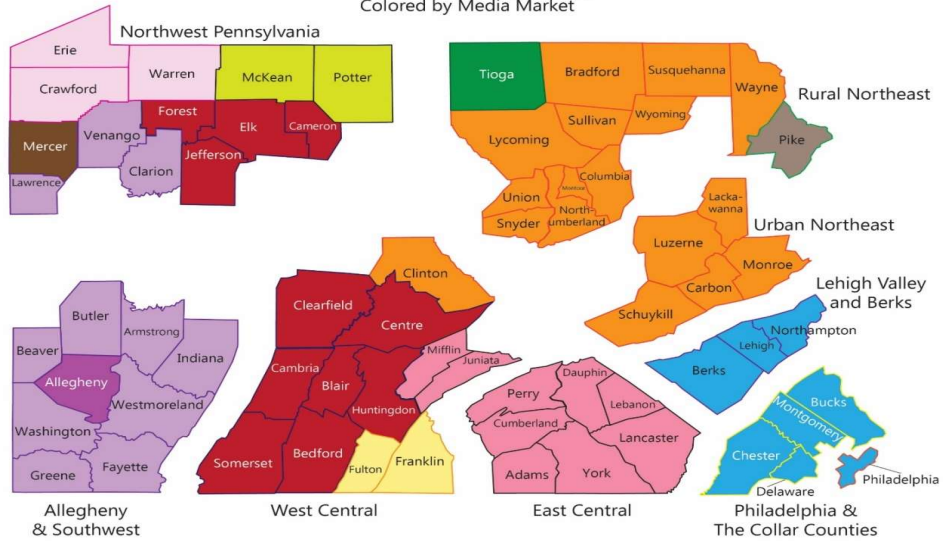 Colored by Media Market
Northwest Pennsylvania
Erie
Crawford
Warren
McKean
Potter
Mercer
Venango
Forest
Elk
Cameron
Jefferson
Clarion
Lawrence
Tioga
Bradford
Susquehanna
Wayne
Rural Northeast
Sullivan
Wyoming
Lycoming
Pike
Columbia
Union
Montour
Snyder
North-
umberland
Lacka-
wanna
Urban Northeast
Luzerne
Monroe
Carbon
Schuykill
Lehigh Valley
and Berks
Northampton
Lehigh
Berks
Butler
Armstrong
Beaver
Indiana
Allegheny
Westmoreland
Washington
Greene
Fayette
Allegheny
& Southwest
Clinton
Clearfield
Centre
Mifflin
Juniata
Cambria
Blair
Huntingdon
Somerset
Bedford
Fulton
Franklin
West Central
Dauphin
Perry
Lebanon
Cumberland
Lancaster
Adams
York
East Central
Bucks
Montgomery
Chester
Delaware
Philadelphia
Philadelphia &
The Collar Counties